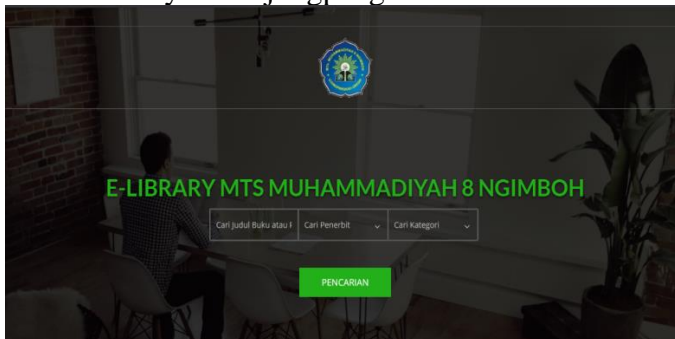 E-LIBRARY MTS MUHAMMADIYAH 8 NGIMBOH
Cari Judul Buku atau Cari Penerbit Cari Kategori
PENCARIAN